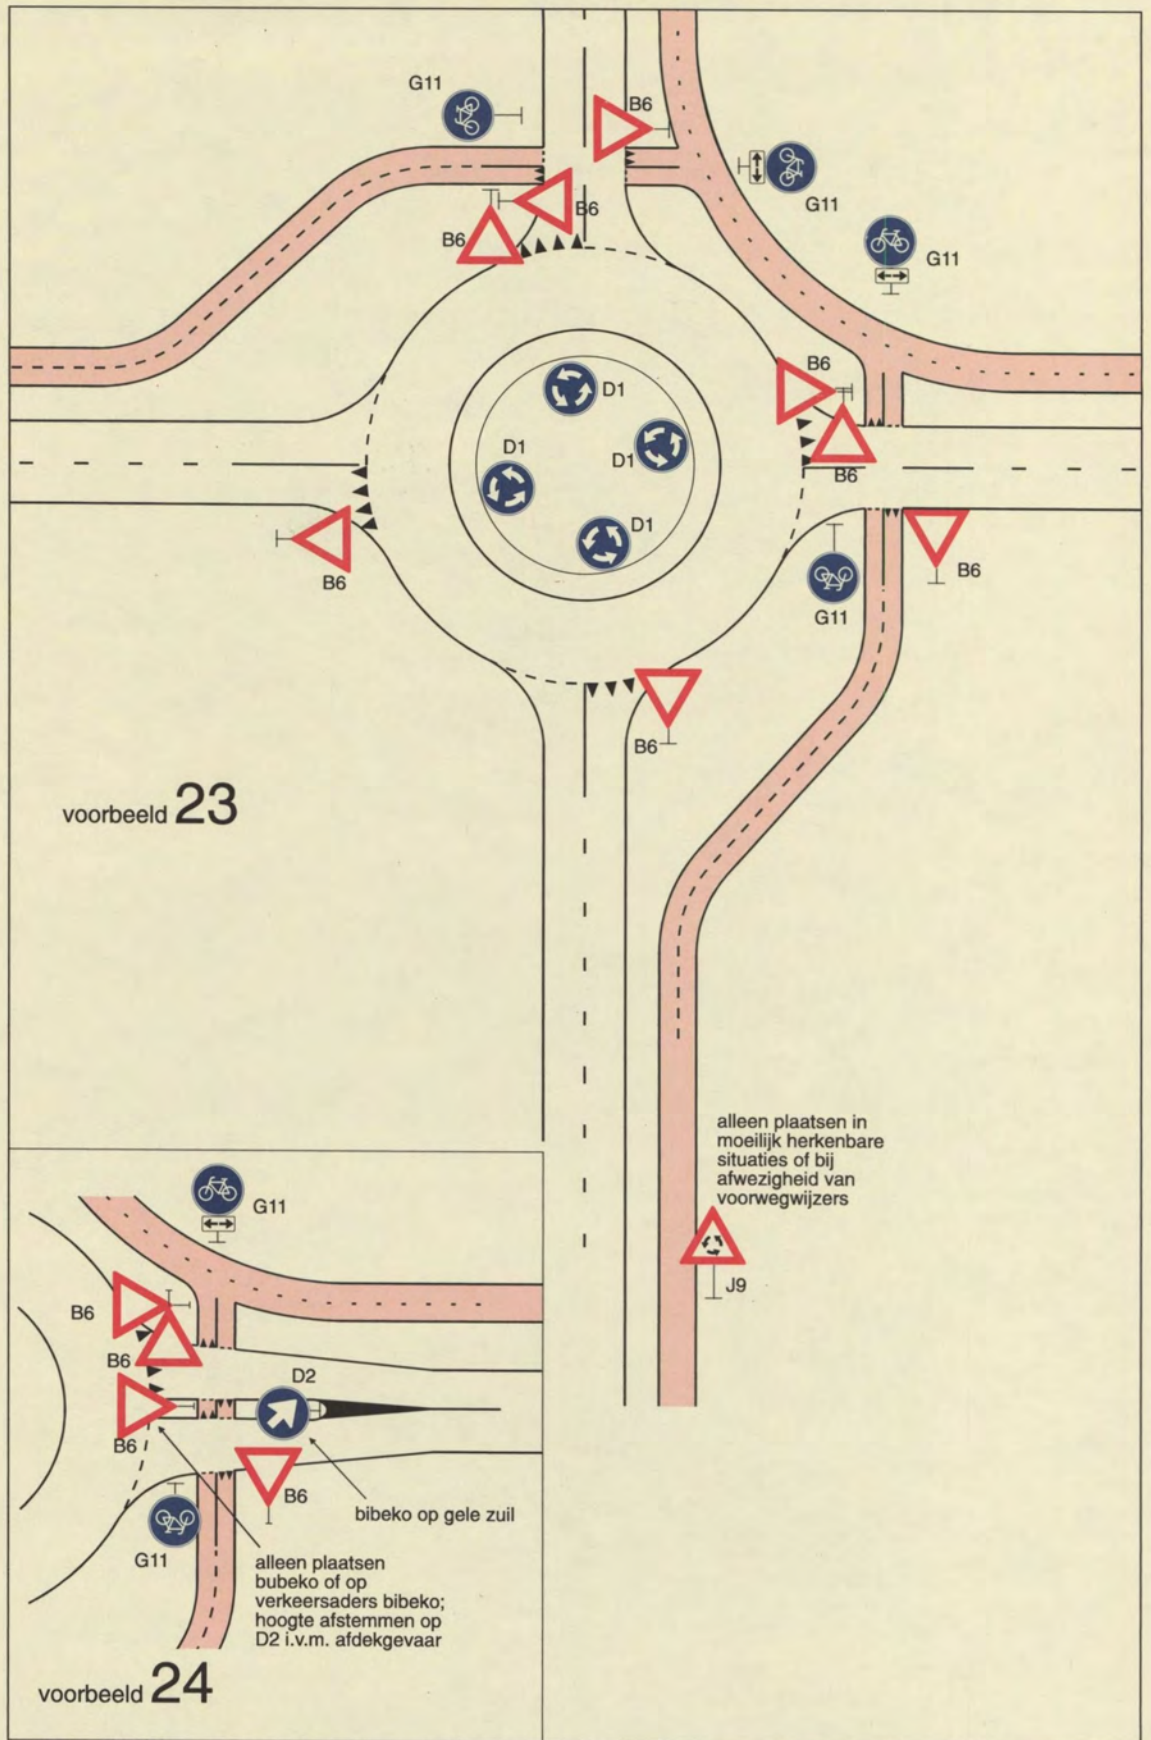 G11
B6
G11
B6
B6
G11
B6
D1
D1
D1
D1
B6
B6
B6
G11
B6
B6
voorbeeld 23
alleen plaatsen in
moeilijk herkenbare
situaties of bij
afwezigheid van
voorwegwijzers
J9
G11
B6
B6
D2
B6
B6
bibeko op gele zuil
G11
alleen plaatsen
bubeko of op
verkeersaders bibeko;
hoogte afstemmen op
D2 i.v.m. afdekgevaar
voorbeeld 24